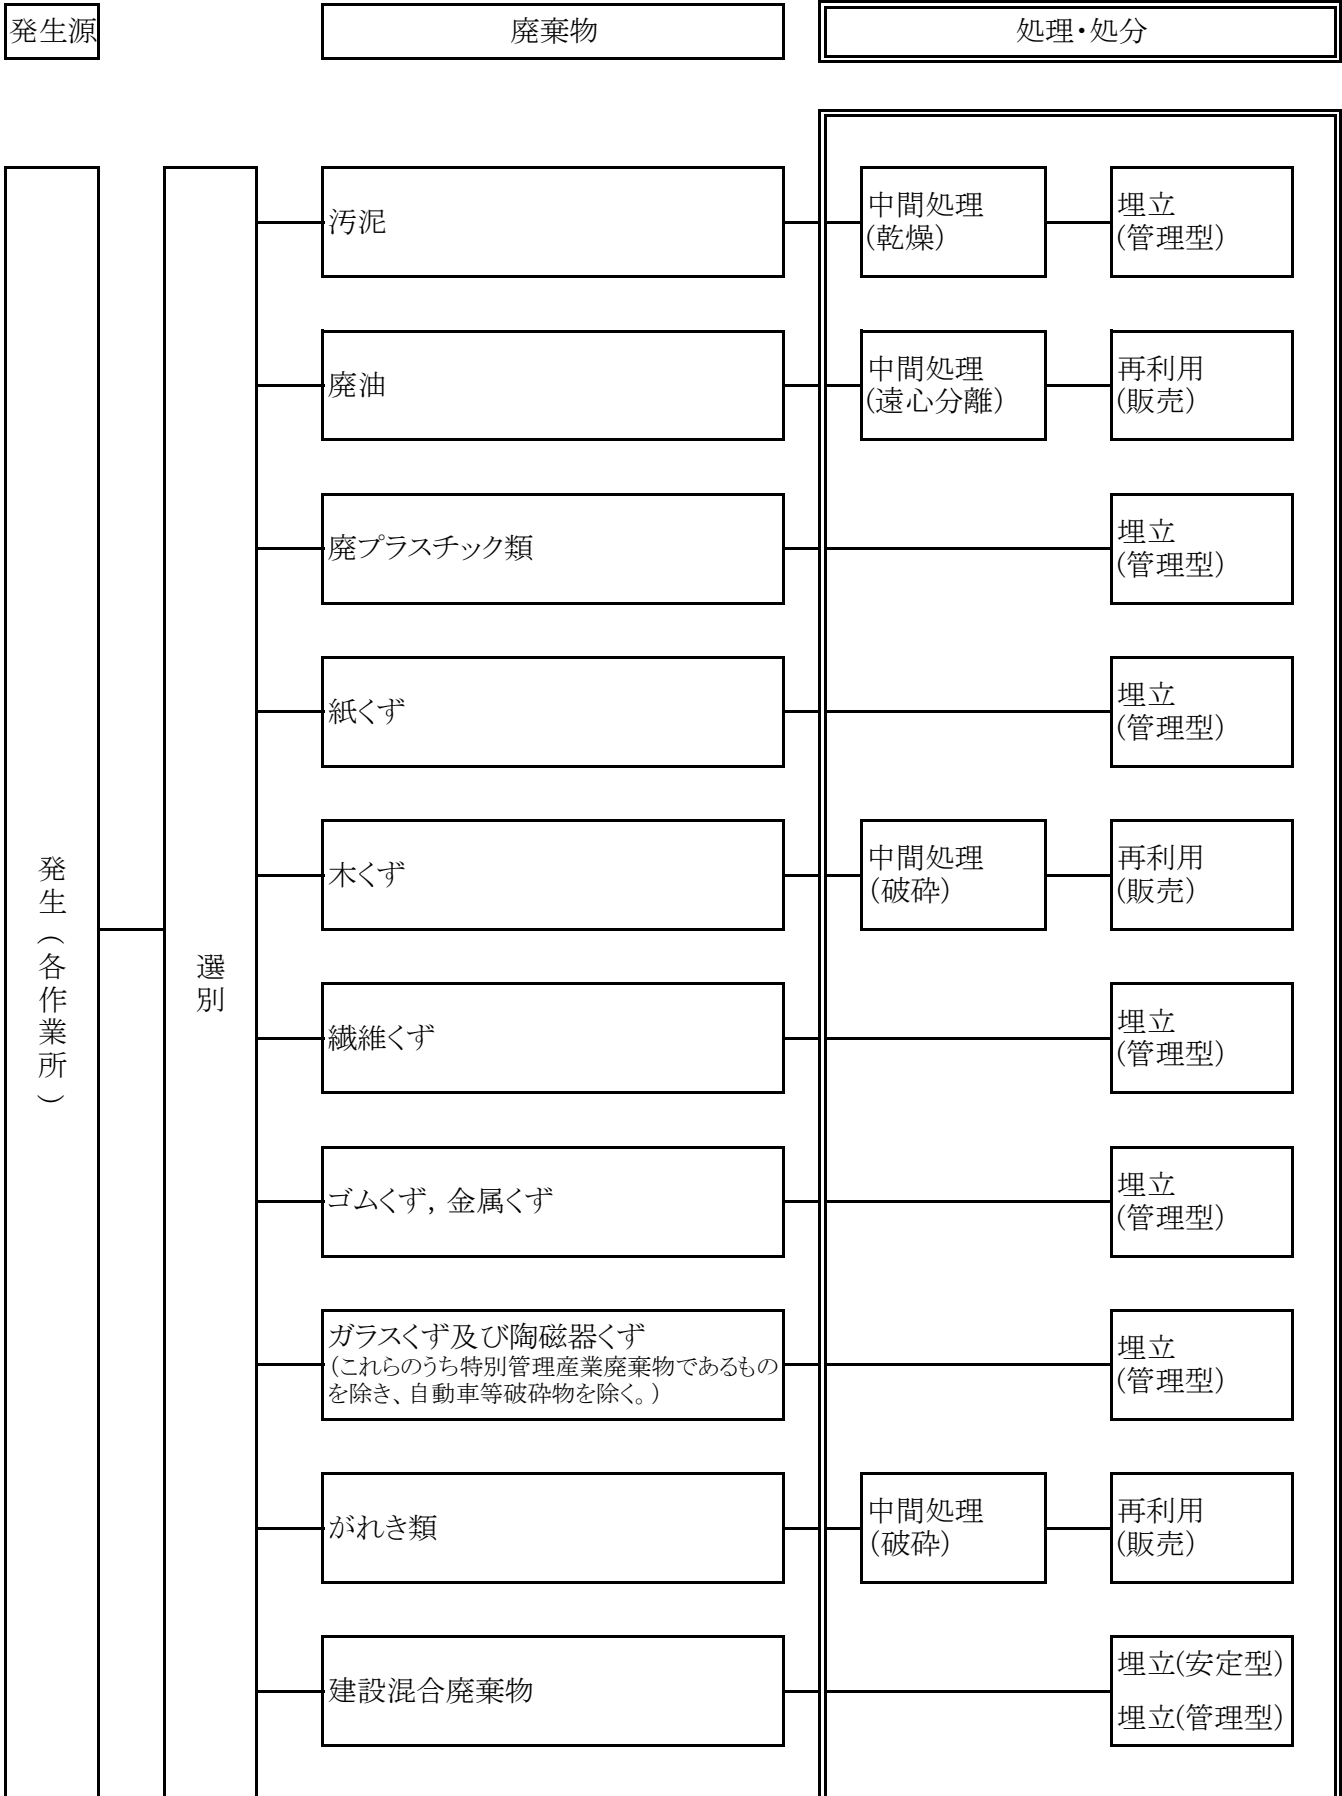 発生源
廃棄物
処理・処分
発生（各作業所）
選別
汚泥
中間処理
(乾燥)
埋立
(管理型)
廃油
中間処理
(遠心分離)
再利用
(販売)
廃プラスチック類
埋立
(管理型)
紙くず
埋立
(管理型)
木くず
中間処理
(破砕)
再利用
(販売)
繊維くず
埋立
(管理型)
ゴムくず，金属くず
埋立
(管理型)
ガラスくず及び陶磁器くず
（これらのうち特別管理産業廃棄物であるもの
を除き、自動車等破砕物を除く。）
埋立
(管理型)
がれき類
中間処理
(破砕)
再利用
(販売)
建設混合廃棄物
埋立(安定型)
埋立(管理型)